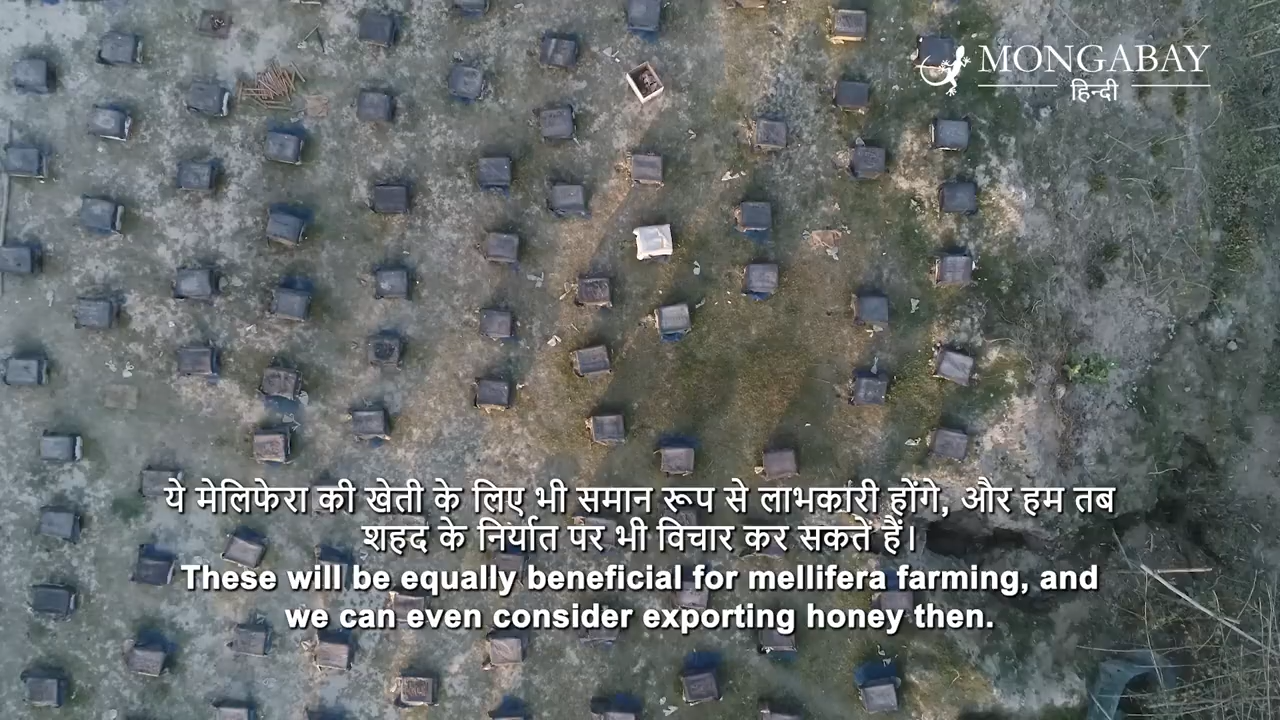 MONGABAY
हिन्दी
ये मेलिफेरा की खेती के लिए भी समान रूप से लाभकारी होंगे, और हम तब
शहद के निर्यात पर भी विचार कर सकते हैं।
These will be equally beneficial for mellifera farming, and
we can even consider exporting honey then.